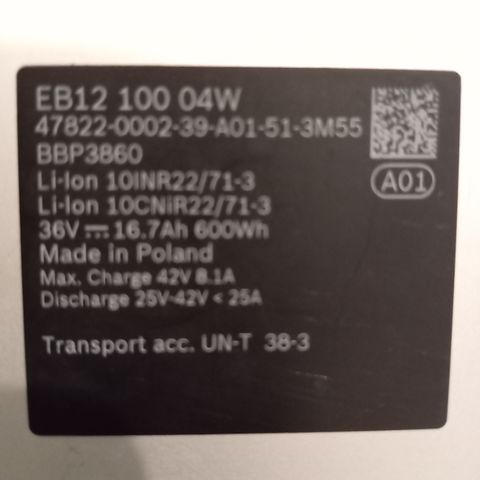 EB12 100 04W
47822-0002-39-A01-51-3M55
BBP3860
A01
Li-Ion 10INR22/71-3
Li-Ion 10CNiR22/71-3
36V ⎓ 16.7Ah 600Wh
Made in Poland
Max. Charge 42V 8.1A
Discharge 25V-42V < 25A
Transport acc. UN-T 38-3